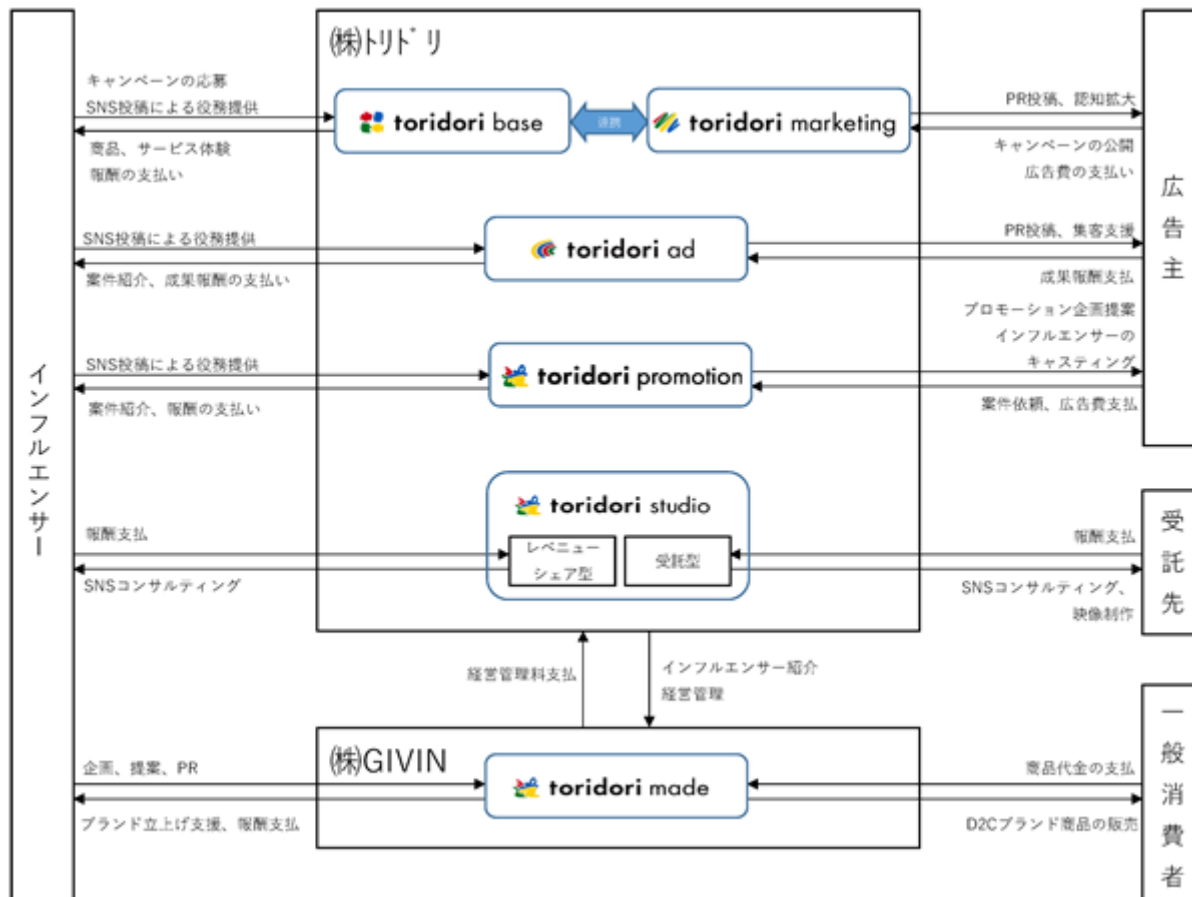 ㈱ﾄﾘﾄﾞﾘ
キャンペーンの応募
SNS投稿による役務提供
商品、サービス体験
報酬の支払い
toridori base
連携
toridori marketing
PR投稿、認知拡大
キャンペーンの公開
広告費の支払い
SNS投稿による役務提供
案件紹介、成果報酬の支払い
toridori ad
PR投稿、集客支援
成果報酬支払
SNS投稿による役務提供
案件紹介、報酬の支払い
toridori promotion
プロモーション企画提案
インフルエンサーの
キャスティング
案件依頼、広告費支払
インフルエンサー
広告主
報酬支払
SNSコンサルティング
toridori studio
レベニュー
シェア型
受託型
報酬支払
SNSコンサルティング、
映像制作
受託先
経営管理料支払
インフルエンサー紹介
経営管理
㈱GIVIN
企画、提案、PR
ブランド立上げ支援、報酬支払
toridori made
商品代金の支払
D2Cブランド商品の販売
一般消費者